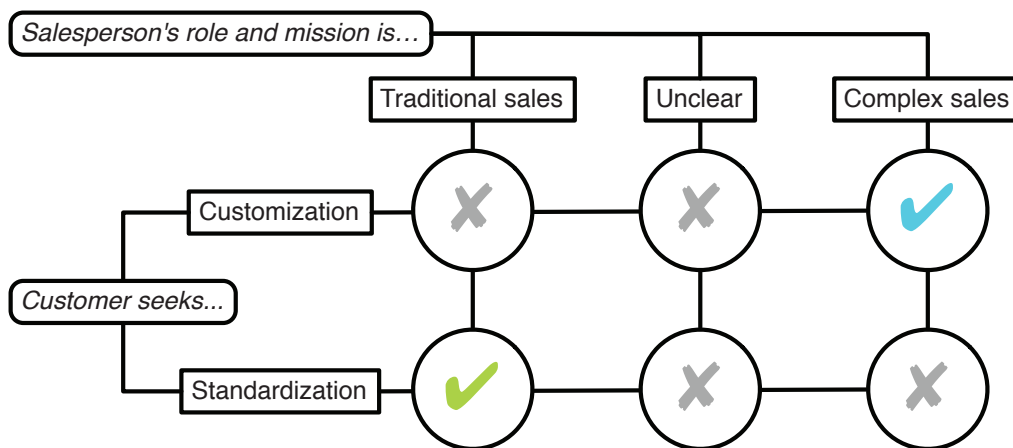 Salesperson's role and mission is…
Traditional sales
Unclear
Complex sales
Customization
Customer seeks...
Standardization